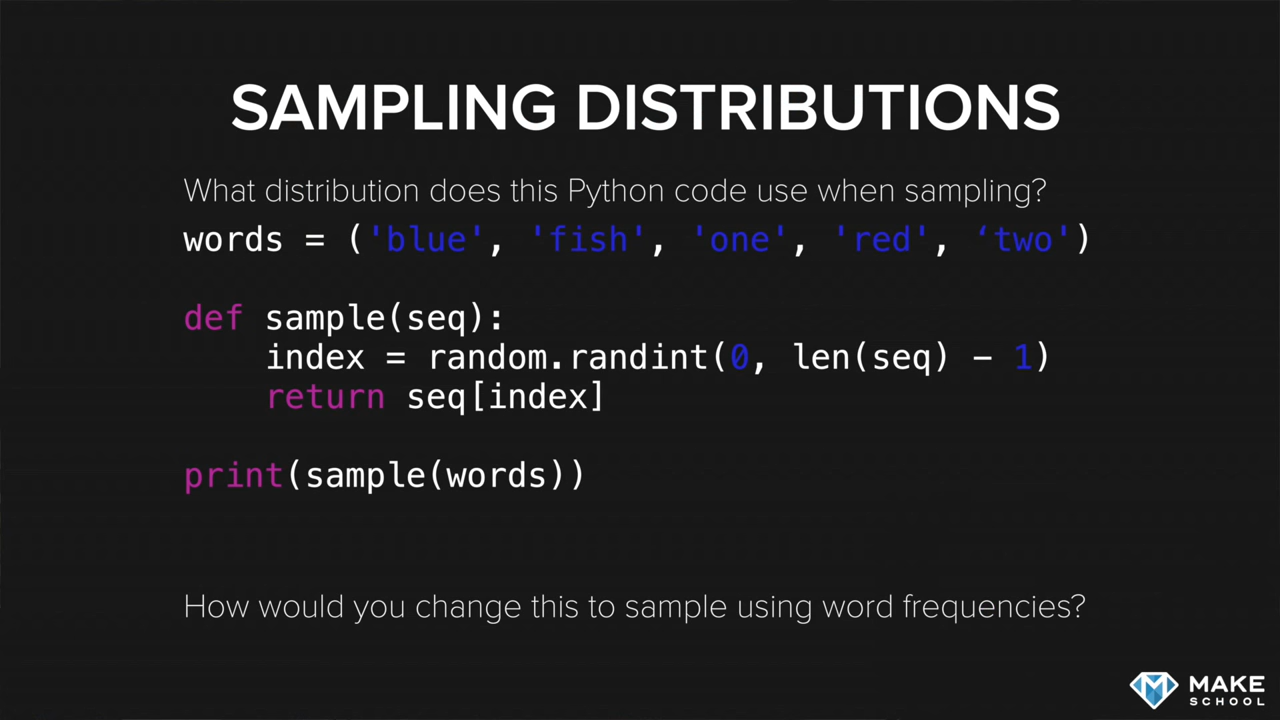 SAMPLING DISTRIBUTIONS
What distribution does this Python code use when sampling?
words = ('blue', 'fish', 'one', 'red', ‘two')
def sample(seq):
    index = random.randint(0, len(seq) - 1)
    return seq[index]
print(sample(words))
How would you change this to sample using word frequencies?
MAKE
SCHOOL